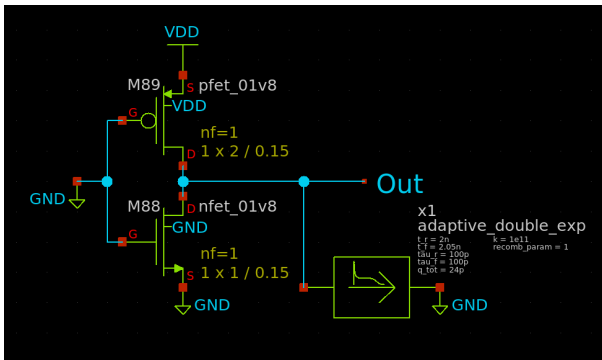 VDD
M89
S
pfet_01v8
VDD
G
nf=1
D
1 x 2 / 0.15
GND
Out
M88
D
nfet_01v8
GND
G
nf=1
S
1 x 1 / 0.15
GND
x1
adaptive_double_exp
t_r = 2n
k = 1e11
t_f = 2.05n
recomb_param = 1
tau_r = 100p
tau_f = 100p
q_tot = 24p
GND